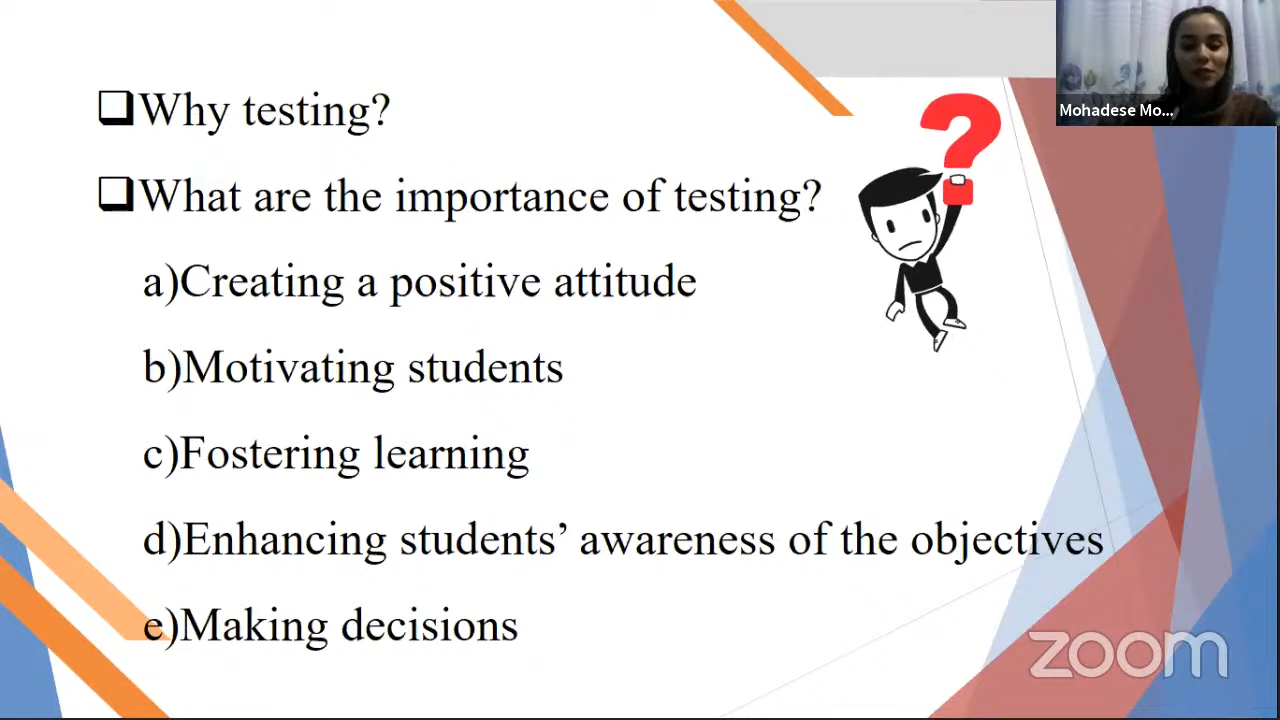 ❑Why testing?
❑What are the importance of testing?
a)Creating a positive attitude
b)Motivating students
c)Fostering learning
d)Enhancing students’ awareness of the objectives
e)Making decisions
Mohadese Mo...
zoom